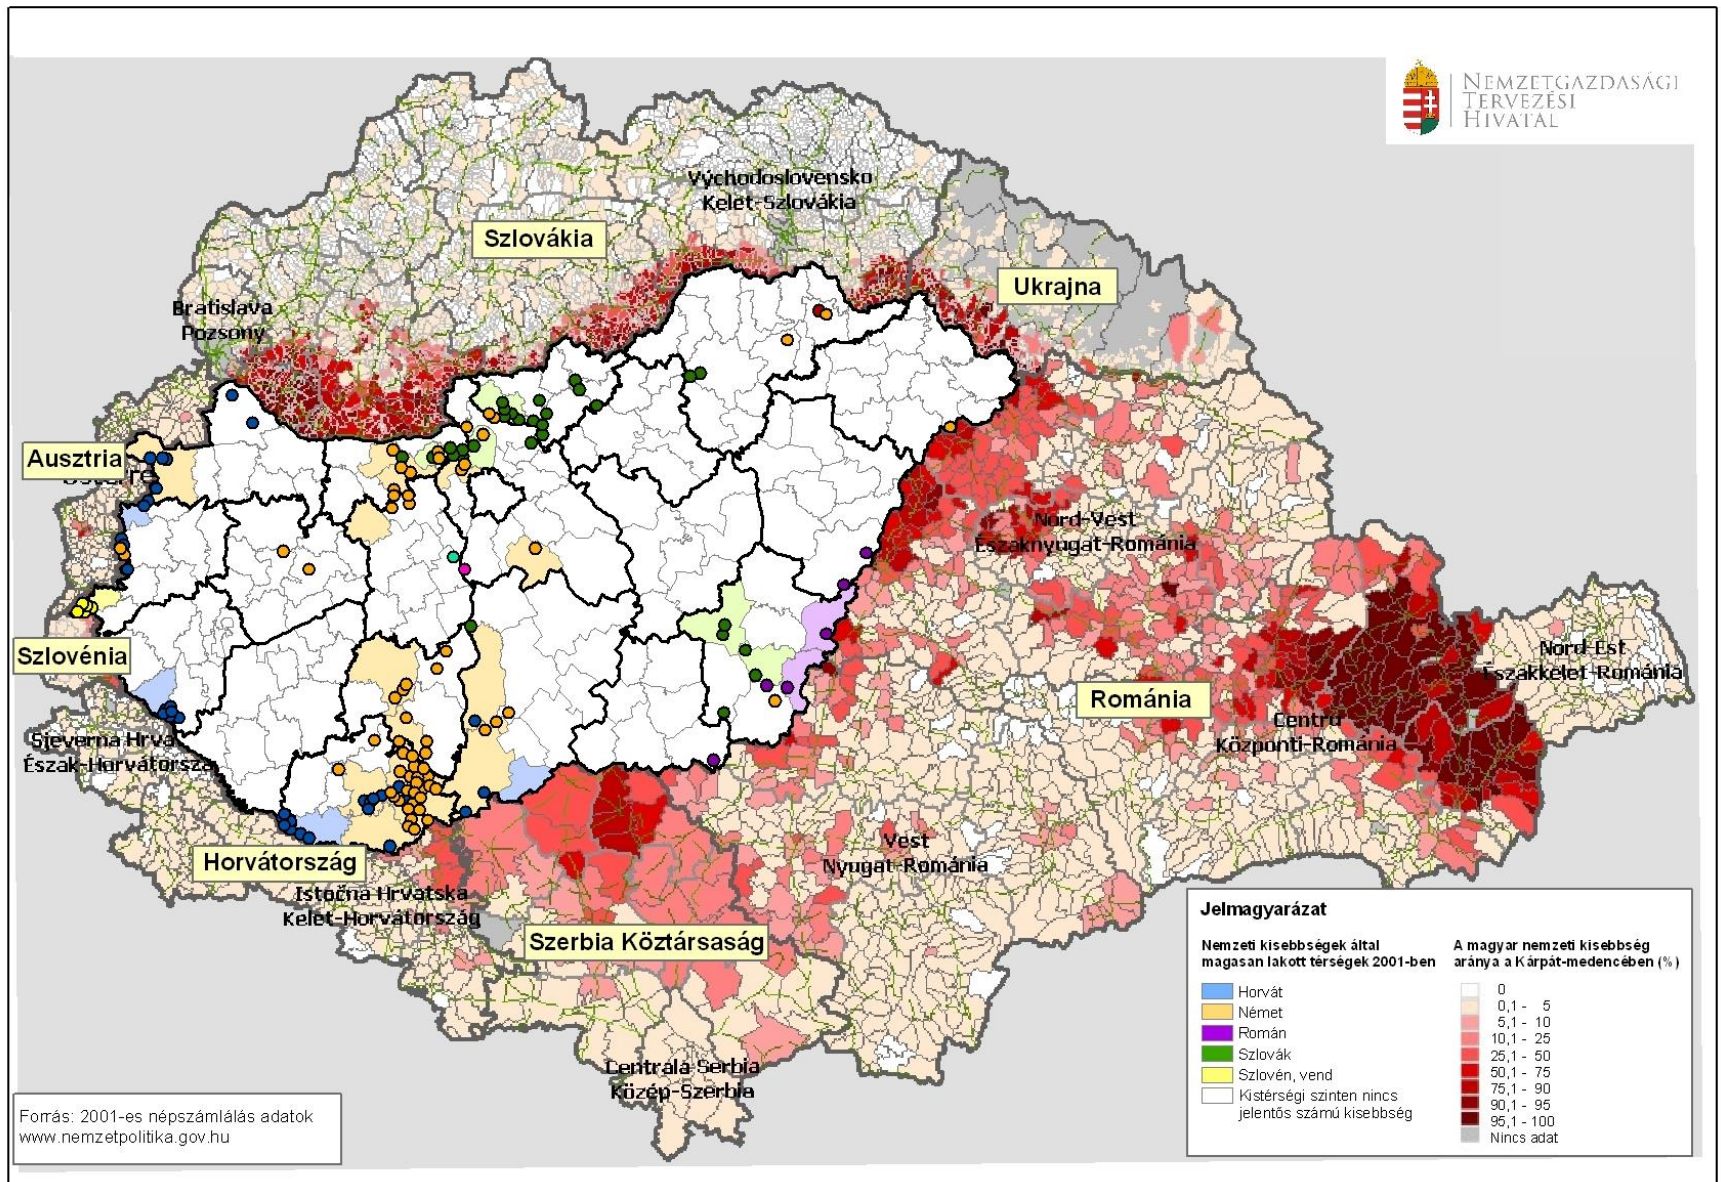 NEMZETGAZDASÁGI
TERVEZÉSI
HIVATAL
Východoslovensko
Kelet-Szlovákia
Szlovákia
Ukrajna
Bratislava
Pozsony
Ausztria
Nord-Vest
Északnyugat-Románia
Szlovénia
Románia
Nord-Est
Északkelet-Románia
Centru
Központi-Románia
Sjeverna Hrva
Észak-Horvátorsza
Horvátország
Vest
Nyugat-Románia
Istočna Hrvatska
Kelet-Horvátország
Szerbia Köztársaság
Centrala Serbia
Közép-Szerbia
Jelmagyarázat
Nemzeti kisebbségek által
magasan lakott térségek 2001-ben
Horvát
Német
Román
Szlovák
Szlovén, vend
Kistérségi szinten nincs
jelentős számú kisebbség
A magyar nemzeti kisebbség
aránya a Kárpát-medencében (%)
0
0,1 - 5
5,1 - 10
10,1 - 25
25,1 - 50
50,1 - 75
75,1 - 90
90,1 - 95
95,1 - 100
Nincs adat
Forrás: 2001-es népszámlálás adatok
www.nemzetpolitika.gov.hu